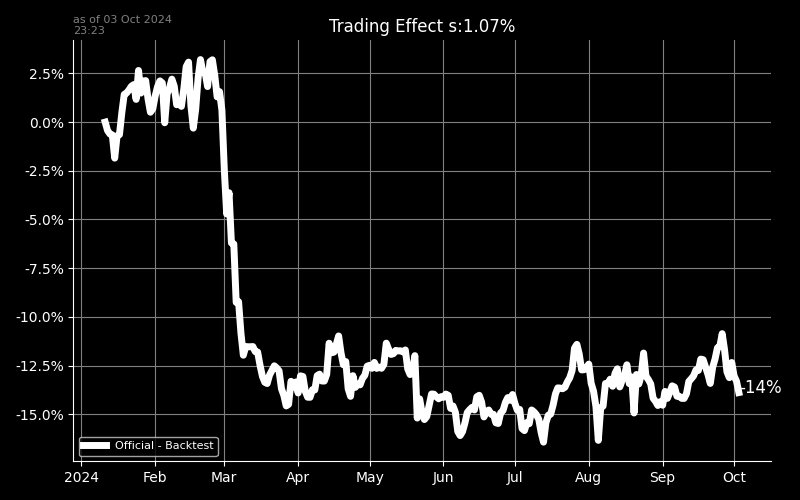 as of 03 Oct 2024
23:23
Trading Effect s:1.07%
2.5%
0.0%
-2.5%
-5.0%
-7.5%
-10.0%
-12.5%
-15.0%
-14%
Official - Backtest
2024 Feb Mar Apr May Jun Jul Aug Sep Oct